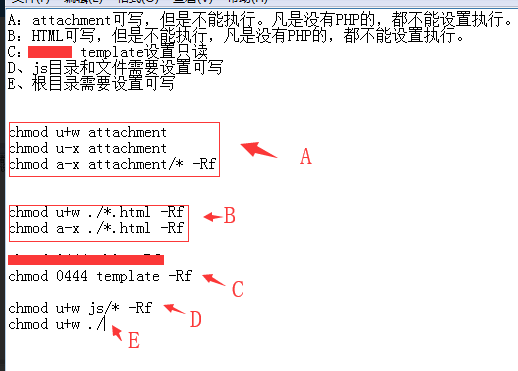 A：attachment可写，但是不能执行。凡是没有PHP的，都不能设置。
B：HTML可写，但是不能执行，凡是没有PHP的，都不能设置执行。
C： template设置只读
D、js目录和文件需要设置可写
E、根目录需要设置可写
chmod u+w attachment
chmod u-x attachment
chmod a-x attachment/* -Rf
A
chmod u+w ./*.html -Rf
chmod a-x ./*.html -Rf
B
chmod 0444 template -Rf
C
chmod u+w js/* -Rf
D
chmod u+w ./
E